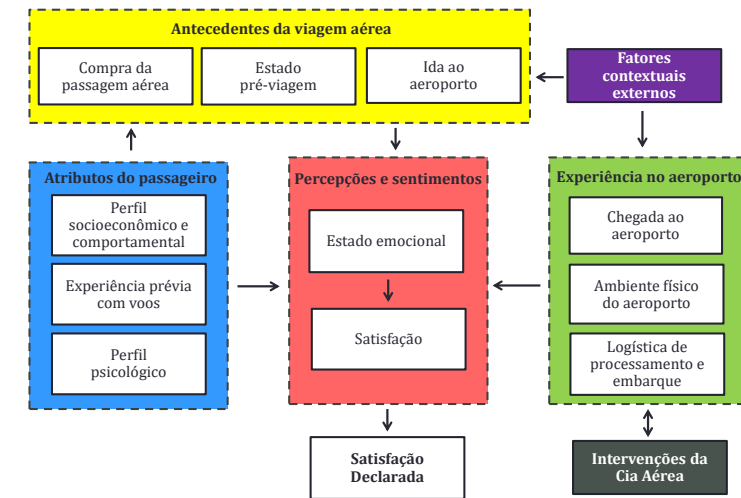 Antecedentes da viagem aérea
Compra da
passagem aérea
Estado
pré-viagem
Ida ao
aeroporto
Fatores
contextuais
externos
Atributos do passageiro
Perfil
socioeconômico e
comportamental
Experiência prévia
com voos
Perfil
psicológico
Percepções e sentimentos
Estado emocional
Satisfação
Experiência no aeroporto
Chegada ao
aeroporto
Ambiente físico
do aeroporto
Logística de
processamento e
embarque
Satisfação
Declarada
Intervenções da
Cia Aérea